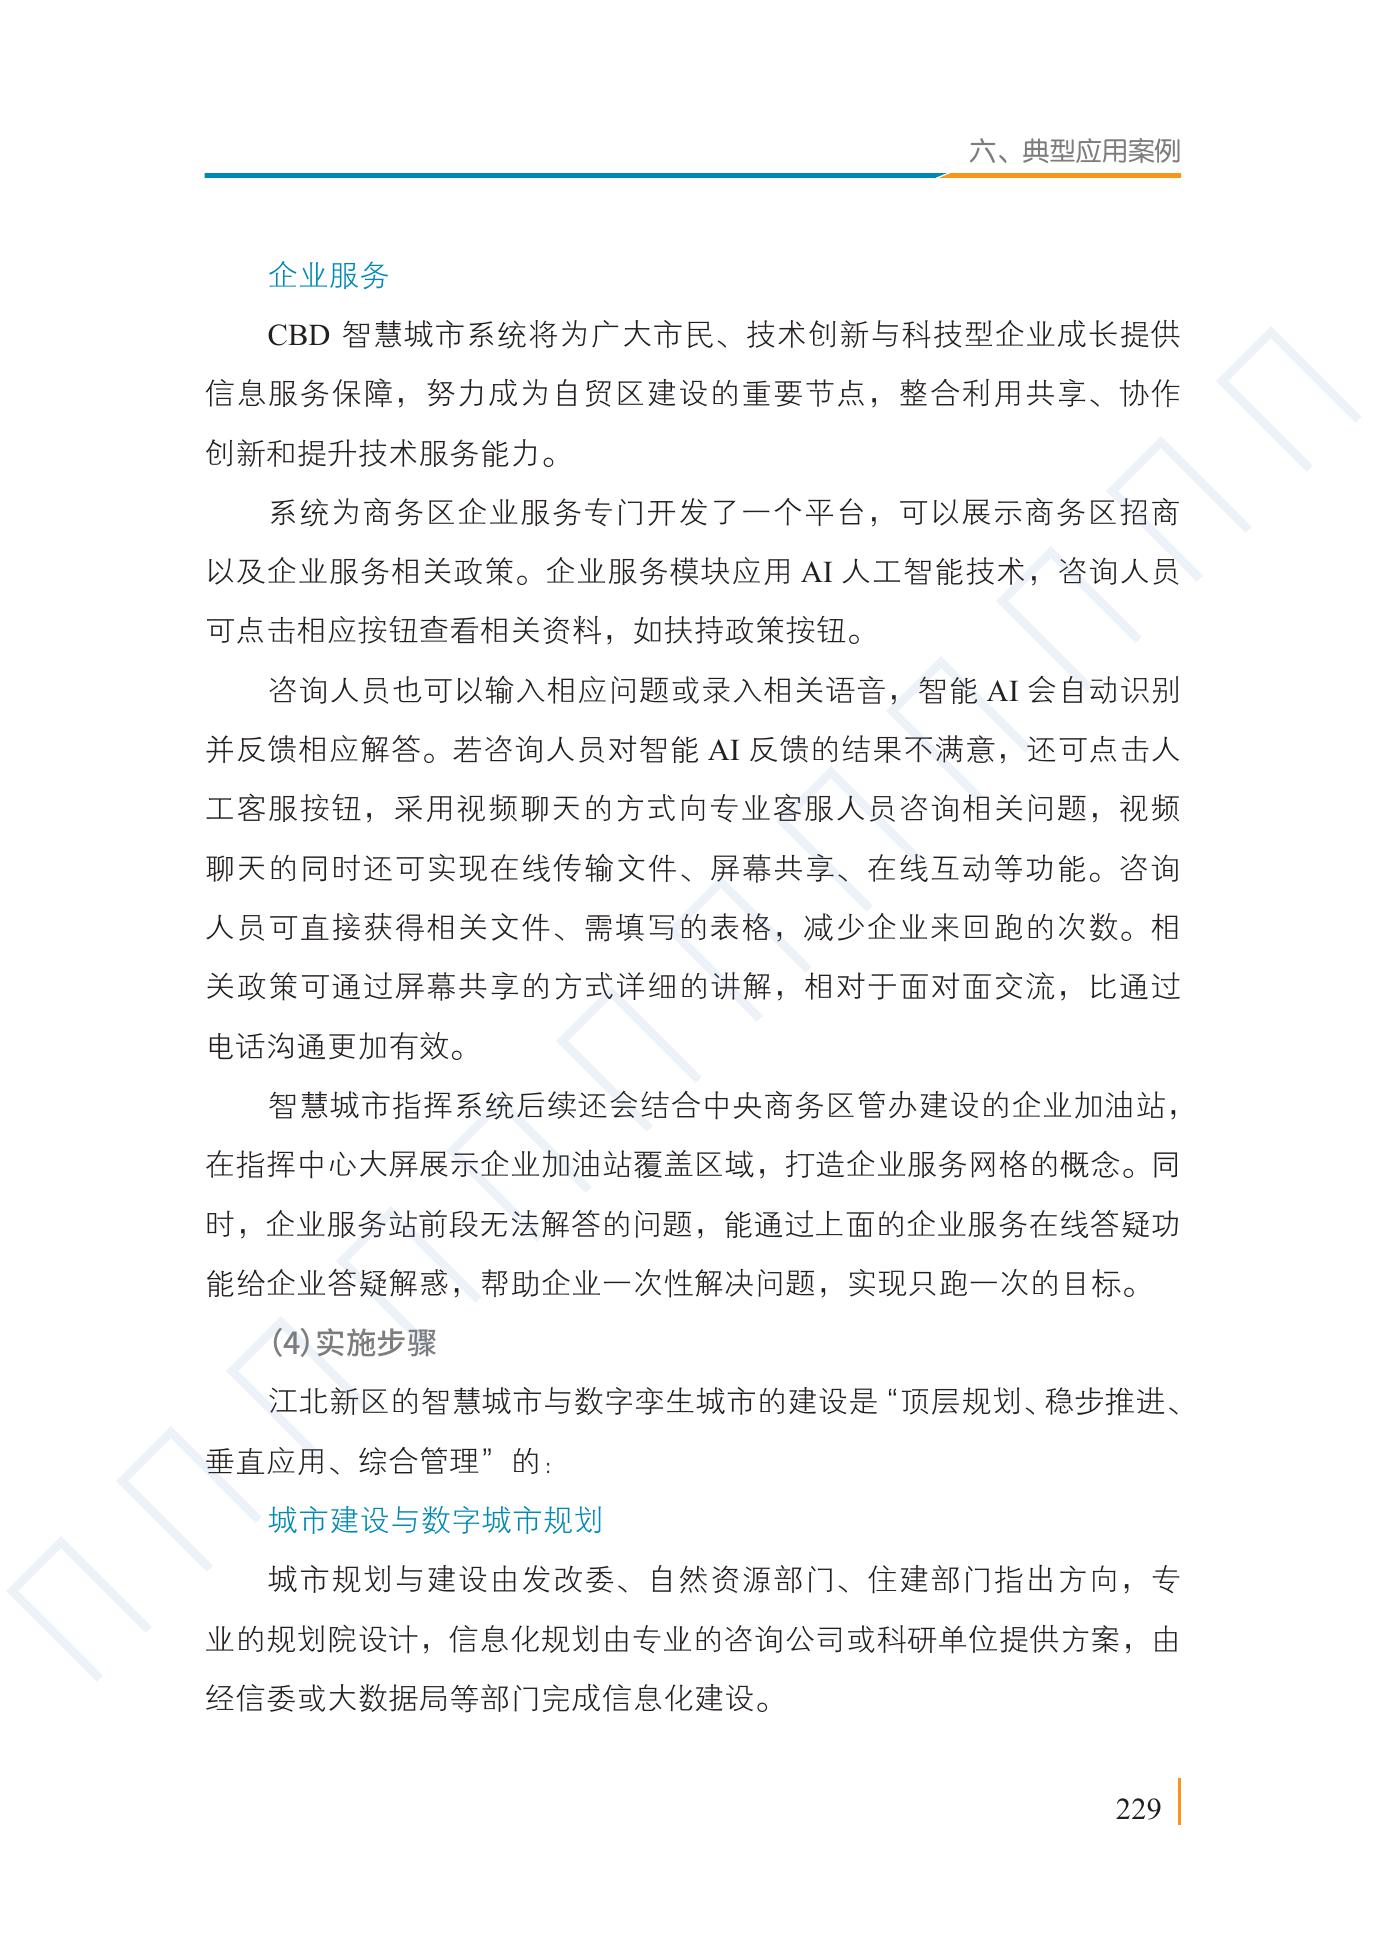 六、典型应用案例
企业服务
CBD 智慧城市系统将为广大市民、技术创新与科技型企业成长提供
信息服务保障，努力成为自贸区建设的重要节点，整合利用共享、协作
创新和提升技术服务能力。
系统为商务区企业服务专门开发了一个平台，可以展示商务区招商
以及企业服务相关政策。企业服务模块应用 AI 人工智能技术，咨询人员
可点击相应按钮查看相关资料，如扶持政策按钮。
咨询人员也可以输入相应问题或录入相关语音，智能 AI 会自动识别
并反馈相应解答。若咨询人员对智能 AI 反馈的结果不满意，还可点击人
工客服按钮，采用视频聊天的方式向专业客服人员咨询相关问题，视频
聊天的同时还可实现在线传输文件、屏幕共享、在线互动等功能。咨询
人员可直接获得相关文件、需填写的表格，减少企业来回跑的次数。相
关政策可通过屏幕共享的方式详细的讲解，相对于面对面交流，比通过
电话沟通更加有效。
智慧城市指挥系统后续还会结合中央商务区管办建设的企业加油站，
在指挥中心大屏展示企业加油站覆盖区域，打造企业服务网格的概念。同
时，企业服务站前段无法解答的问题，能通过上面的企业服务在线答疑功
能给企业答疑解惑，帮助企业一次性解决问题，实现只跑一次的目标。
（4）实施步骤
江北新区的智慧城市与数字孪生城市的建设是“顶层规划、稳步推进、
垂直应用、综合管理”的：
城市建设与数字城市规划
城市规划与建设由发改委、自然资源部门、住建部门指出方向，专
业的规划院设计，信息化规划由专业的咨询公司或科研单位提供方案，由
经信委或大数据局等部门完成信息化建设。
229